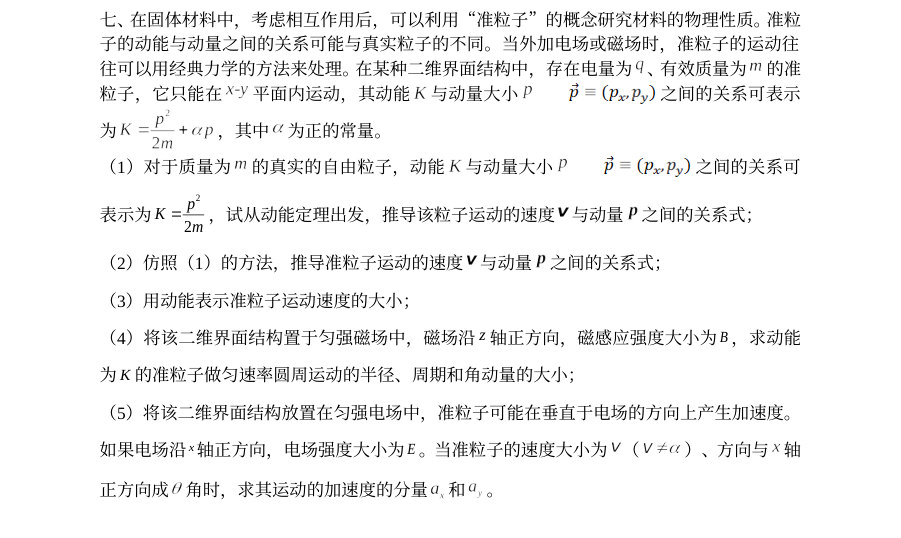 七、在固体材料中，考虑相互作用后，可以利用“准粒子”的概念研究材料的物理性质。准粒
子的动能与动量之间的关系可能与真实粒子的不同。当外加电场或磁场时，准粒子的运动往
往可以用经典力学的方法来处理。在某种二维界面结构中，存在电量为 q 、有效质量为 m 的准
粒子，它只能在 x-y 平面内运动，其动能 K 与动量大小 p    p⃗ ≡ (pₓ,p_y) 之间的关系可表示
为 K = p²/2m + αp ，其中 α 为正的常量。
（1）对于质量为 m 的真实的自由粒子，动能 K 与动量大小 p    p⃗ ≡ (pₓ,p_y) 之间的关系可
表示为 K = p²/2m ，试从动能定理出发，推导该粒子运动的速度 v 与动量 p 之间的关系式；
（2）仿照（1）的方法，推导准粒子运动的速度 v 与动量 p 之间的关系式；
（3）用动能表示准粒子运动速度的大小；
（4）将该二维界面结构置于匀强磁场中，磁场沿 z 轴正方向，磁感应强度大小为 B ，求动能
为 K 的准粒子做匀速率圆周运动的半径、周期和角动量的大小；
（5）将该二维界面结构放置在匀强电场中，准粒子可能在垂直于电场的方向上产生加速度。
如果电场沿 x 轴正方向，电场强度大小为 E 。当准粒子的速度大小为 v （ v ≠ α ）、方向与 x 轴
正方向成 θ 角时，求其运动的加速度的分量 aₓ 和 a_y 。